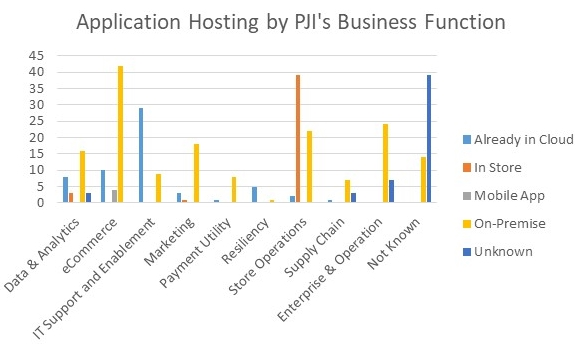 Application Hosting by PJI's Business Function
45
40
35
30
25
20
15
10
5
0
Data & Analytics
eCommerce
IT Support and Enablement
Marketing
Payment Utility
Resiliency
Store Operations
Supply Chain
Enterprise & Operation
Not Known
Already in Cloud
In Store
Mobile App
On-Premise
Unknown